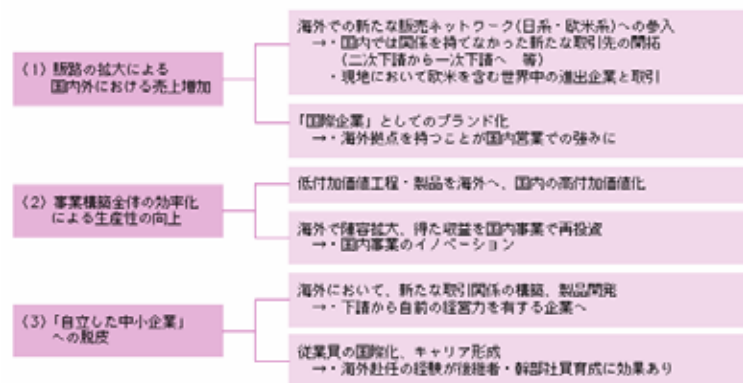 (1) 販路の拡大による
国内外における売上増加
海外での新たな販売ネットワーク(日系・欧米系)への参入
→・国内では関係を持てなかった新たな取引先の開拓
(二次下請から一次下請へ 等)
・現地において欧米を含む世界中の進出企業と取引
「国際企業」としてのブランド化
→・海外拠点を持つことが国内営業での強みに
(2) 事業構築全体の効率化
による生産性の向上
低付加価値工程・製品を海外へ、国内の高付加価値化
海外で陣容拡大、得た収益を国内事業で再投資
→・国内事業のイノベーション
(3)「自立した中小企業」
への脱皮
海外において、新たな取引関係の構築、製品開発
→・下請から自前の経営力を有する企業へ
従業員の国際化、キャリア形成
→・海外赴任の経験が後継者・幹部社員育成に効果あり